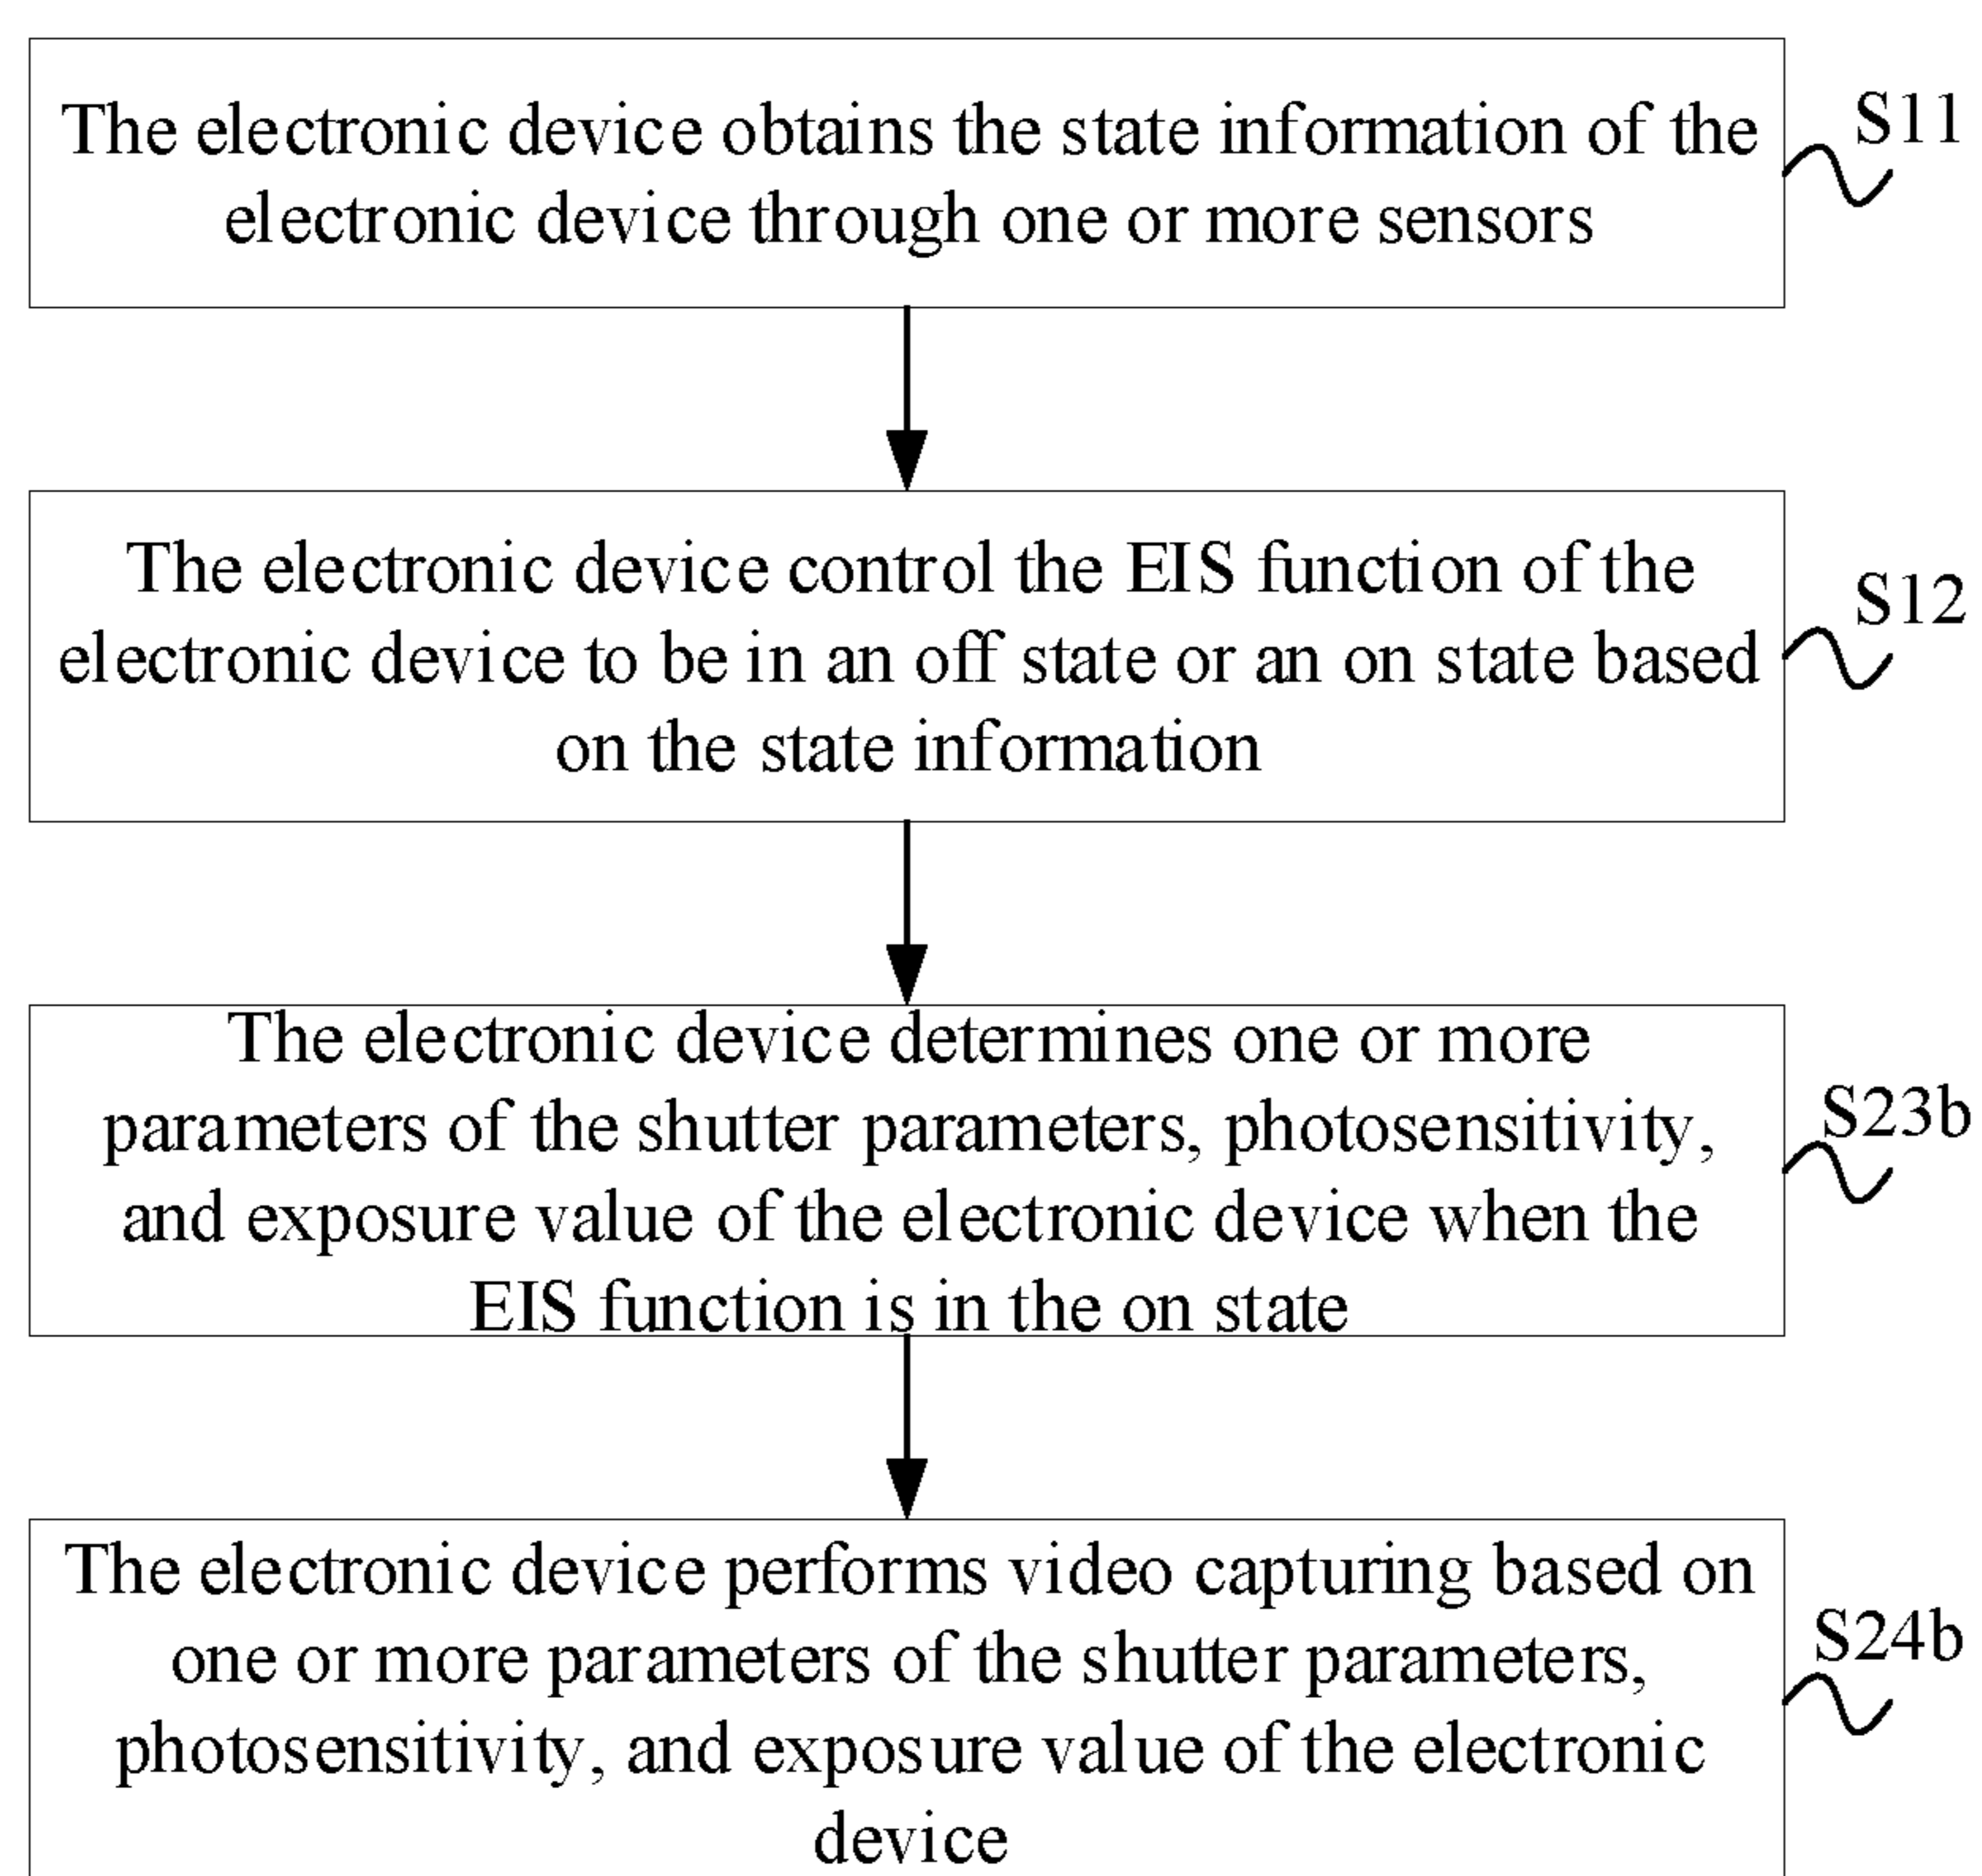 The electronic device obtains the state information of the
electronic device through one or more sensors
S11
The electronic device control the EIS function of the
electronic device to be in an off state or an on state based
on the state information
S12
The electronic device determines one or more
parameters of the shutter parameters, photosensitivity,
and exposure value of the electronic device when the
EIS function is in the on state
S23b
The electronic device performs video capturing based on
one or more parameters of the shutter parameters,
photosensitivity, and exposure value of the electronic
device
S24b